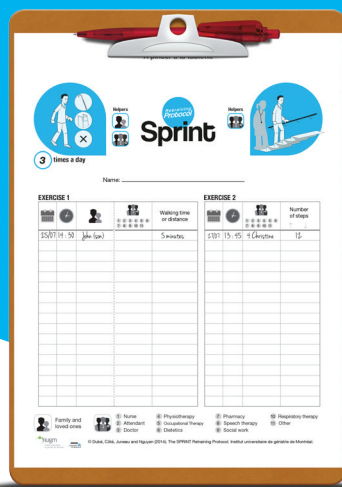 Helpers
Retraining
Protocol
Helpers
Sprint
3 times a day
Name:
EXERCISE 1
Walking time
or distance
25/07 14:30 John (son) 5 minutes
EXERCISE 2
Number
of steps
27/07 13:45 4 Christine 12
Family and
loved ones
1 Nurse
2 Attendant
3 Doctor
4 Physiotherapy
5 Occupational Therapy
6 Dietetics
7 Pharmacy
8 Speech therapy
9 Social work
10 Respiratory therapy
11 Other
iugm
© Dubé, Côté, Juneau and Nguyen (2014). The SPRINT Retraining Protocol. Institut universitaire de gériatrie de Montréal.